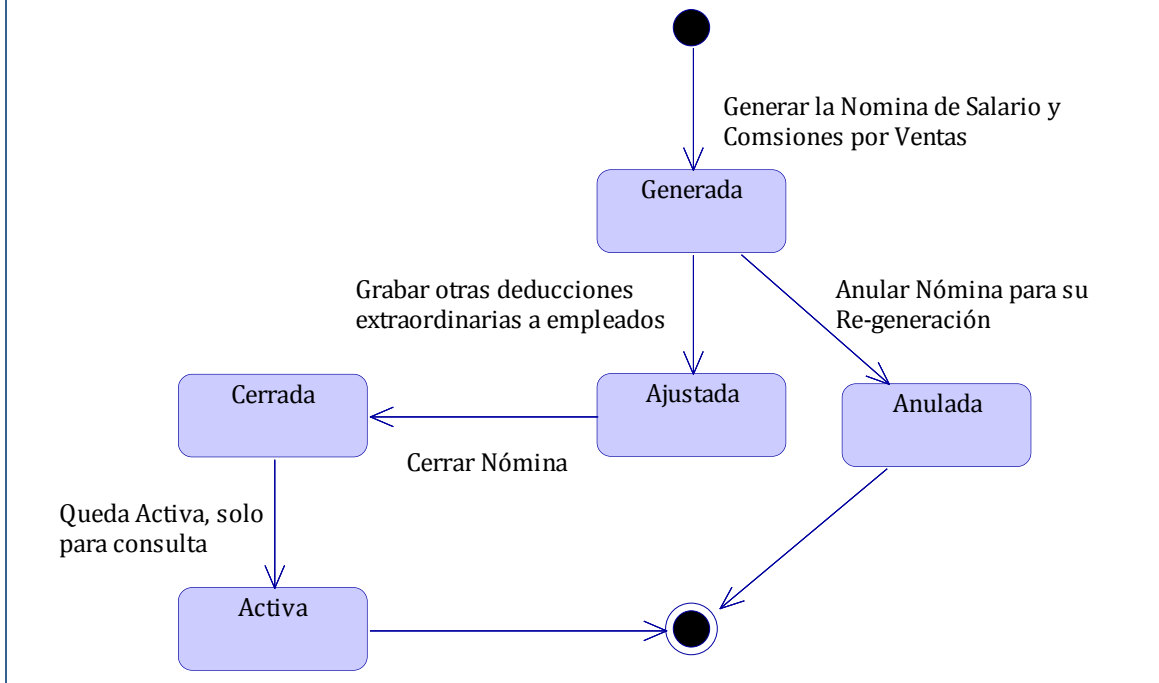 Generar la Nomina de Salario y
Comsiones por Ventas
Generada
Grabar otras deducciones
extraordinarias a empleados
Anular Nómina para su
Re-generación
Cerrada
Ajustada
Anulada
Cerrar Nómina
Queda Activa, solo
para consulta
Activa